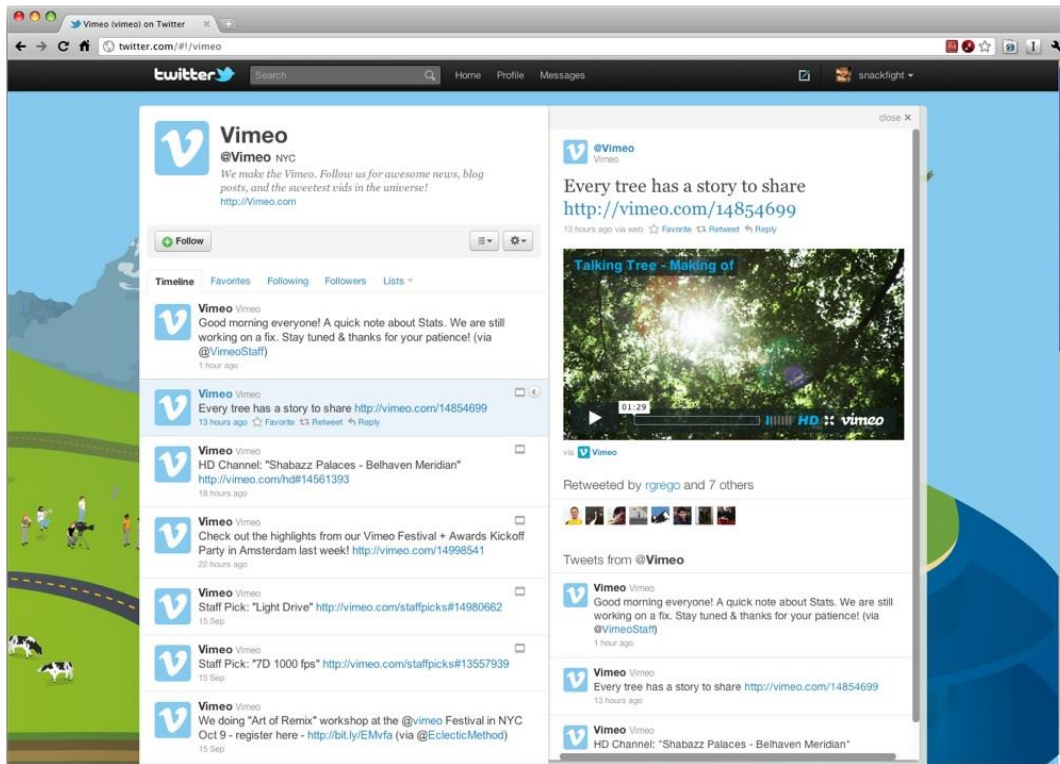 Vimeo (vimeo) on Twitter
twitter.com/#!/vimeo
twitter
Search
Home Profile Messages
snackfight
Vimeo
@Vimeo NYC
We make the Vimeo. Follow us for awesome news, blog
posts, and the sweetest vids in the universe!
http://Vimeo.com
Follow
Timeline Favorites Following Followers Lists
Vimeo Vimeo
Good morning everyone! A quick note about Stats. We are still
working on a fix. Stay tuned & thanks for your patience! (via
@VimeoStaff)
1 hour ago
Vimeo Vimeo
Every tree has a story to share http://vimeo.com/14854699
13 hours ago Favorite Retweet Reply
Vimeo Vimeo
HD Channel: "Shabazz Palaces - Belhaven Meridian"
http://vimeo.com/hd#14561393
18 hours ago
Vimeo Vimeo
Check out the highlights from our Vimeo Festival + Awards Kickoff
Party in Amsterdam last week! http://vimeo.com/14998541
22 hours ago
Vimeo Vimeo
Staff Pick: "Light Drive" http://vimeo.com/staffpicks#14980662
15 Sep
Vimeo Vimeo
Staff Pick: "7D 1000 fps" http://vimeo.com/staffpicks#13557939
15 Sep
Vimeo Vimeo
We doing "Art of Remix" workshop at the @vimeo Festival in NYC
Oct 9 - register here - http://bit.ly/EMvfa (via @EclecticMethod)
15 Sep
close X
@Vimeo
Vimeo
Every tree has a story to share
http://vimeo.com/14854699
13 hours ago via web Favorite Retweet Reply
Talking Tree - Making of
01:29
HD vimeo
via Vimeo
Retweeted by rgrego and 7 others
Tweets from @Vimeo
Vimeo Vimeo
Good morning everyone! A quick note about Stats. We are still
working on a fix. Stay tuned & thanks for your patience! (via
@VimeoStaff)
1 hour ago
Vimeo Vimeo
Every tree has a story to share http://vimeo.com/14854699
13 hours ago
Vimeo Vimeo
HD Channel: "Shabazz Palaces - Belhaven Meridian"